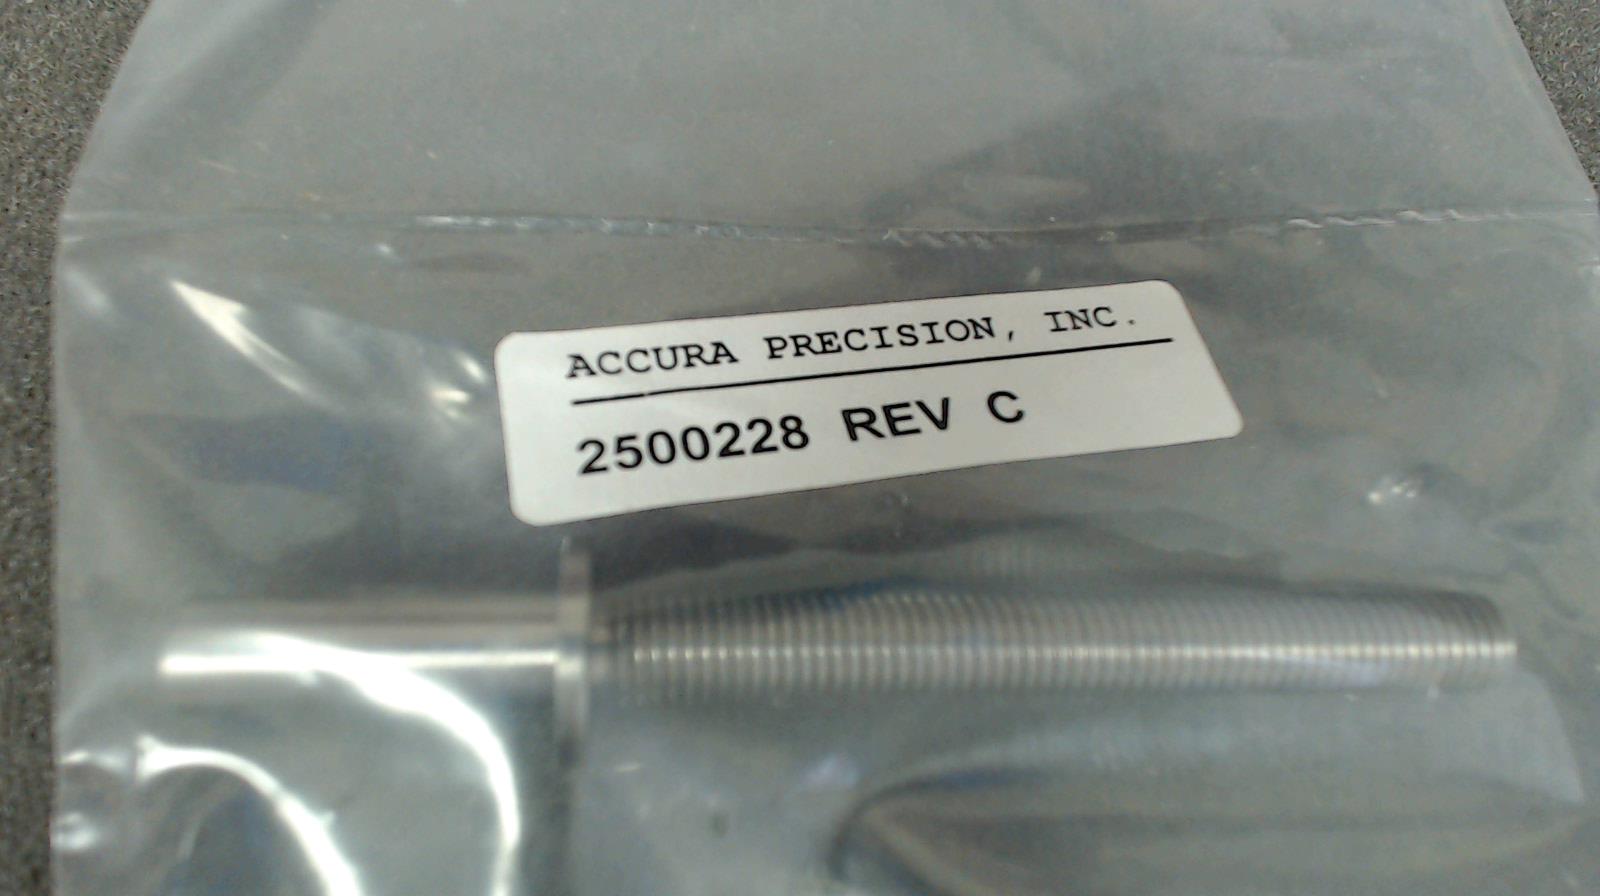 ACCURA PRECISION, INC.
2500228 REV C